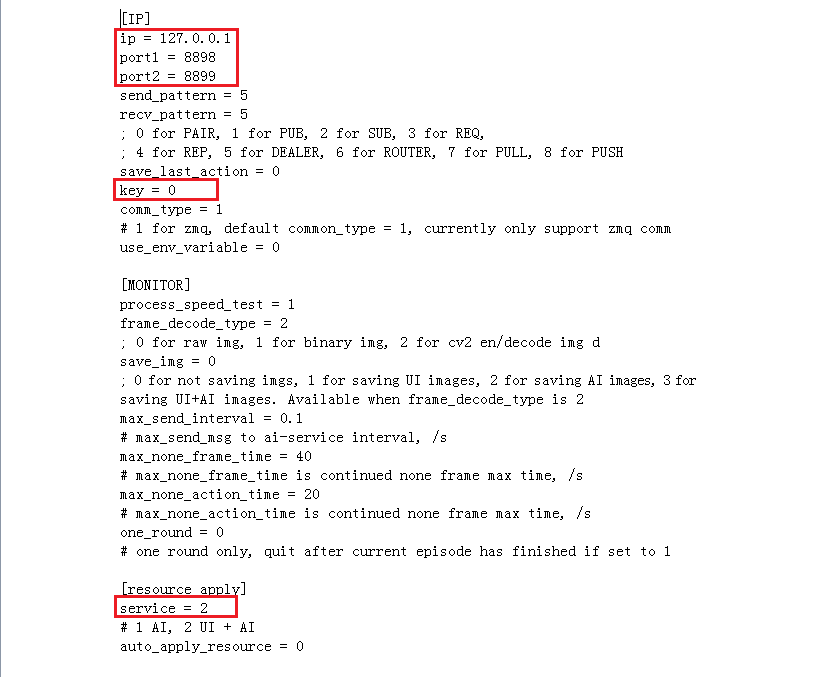 [IP]
ip = 127.0.0.1
port1 = 8898
port2 = 8899
send_pattern = 5
recv_pattern = 5
; 0 for PAIR, 1 for PUB, 2 for SUB, 3 for REQ,
; 4 for REP, 5 for DEALER, 6 for ROUTER, 7 for PULL, 8 for PUSH
save_last_action = 0
key = 0
comm_type = 1
# 1 for zmq, default common_type = 1, currently only support zmq comm
use_env_variable = 0
[MONITOR]
process_speed_test = 1
frame_decode_type = 2
; 0 for raw img, 1 for binary img, 2 for cv2 en/decode img d
save_img = 0
; 0 for not saving imgs, 1 for saving UI images, 2 for saving AI images, 3 for
saving UI+AI images. Available when frame_decode_type is 2
max_send_interval = 0.1
# max_send_msg to ai-service interval, /s
max_none_frame_time = 40
# max_none_frame_time is continued none frame max time, /s
max_none_action_time = 20
# max_none_action_time is continued none frame max time, /s
one_round = 0
# one round only, quit after current episode has finished if set to 1
[resource apply]
service = 2
# 1 AI, 2 UI + AI
auto_apply_resource = 0